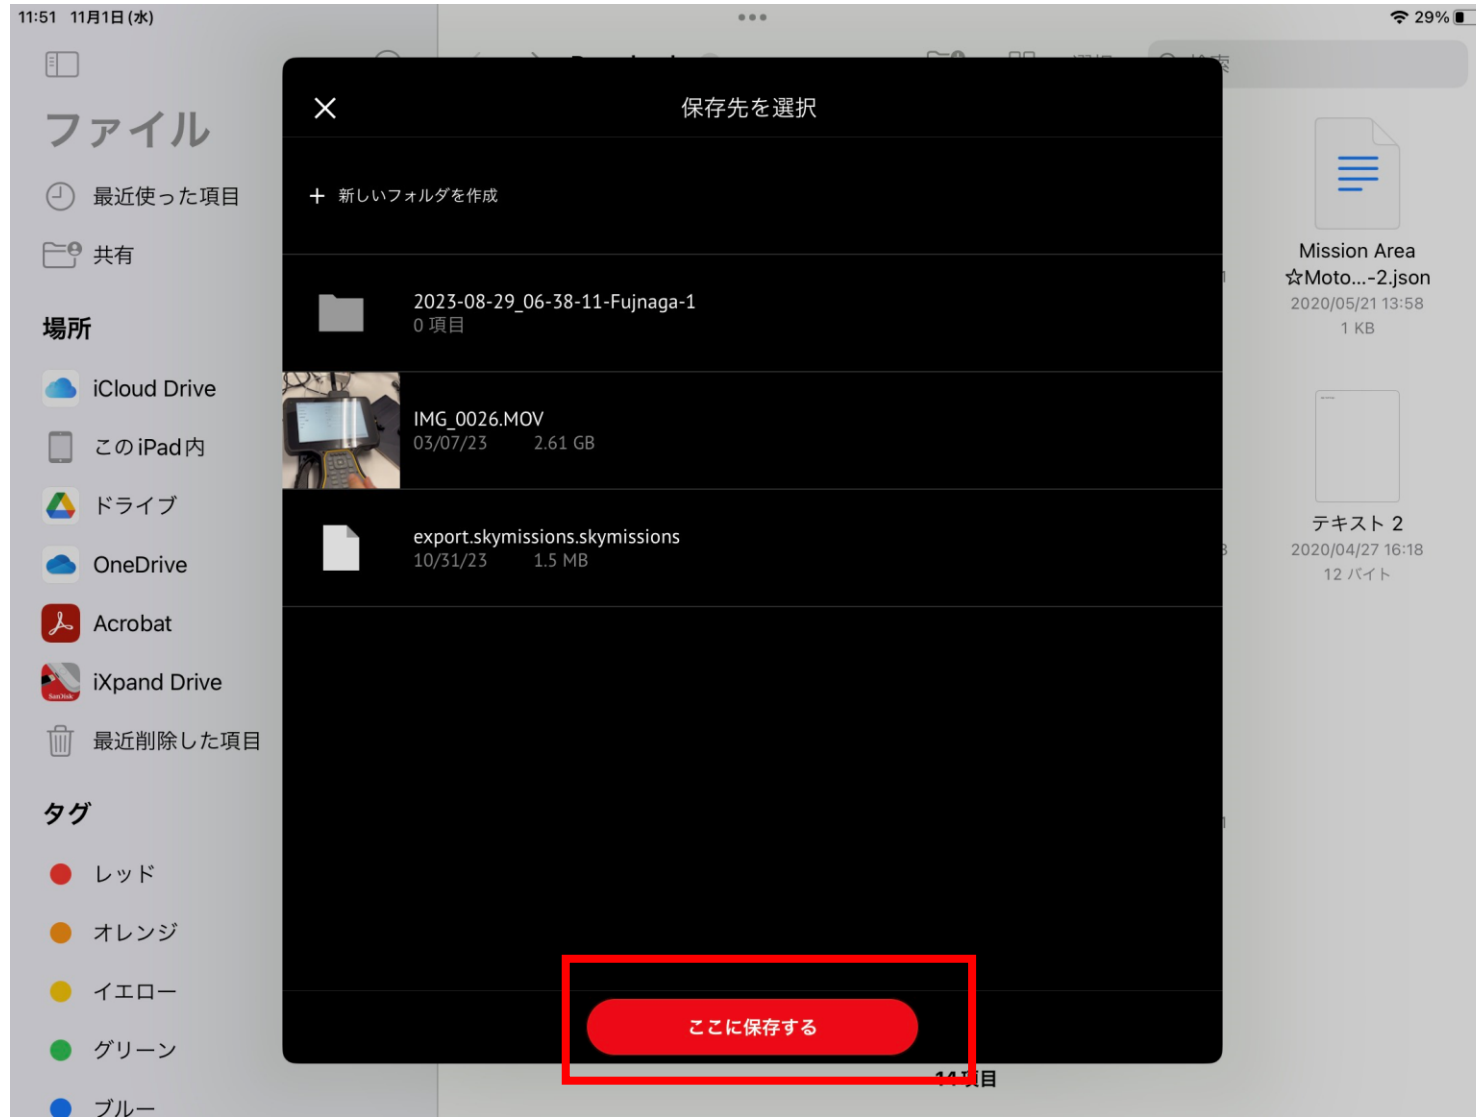 11:51 11月1日(水)
29%
ファイル
最近使った項目
共有
場所
iCloud Drive
このiPad内
ドライブ
OneDrive
Acrobat
iXpand Drive
最近削除した項目
タグ
レッド
オレンジ
イエロー
グリーン
ブルー
保存先を選択
新しいフォルダを作成
2023-08-29_06-38-11-Fujnaga-1
0 項目
IMG_0026.MOV
03/07/23 2.61 GB
export.skymissions.skymissions
10/31/23 1.5 MB
ここに保存する
Mission Area
☆Moto...-2.json
2020/05/21 13:58
1 KB
テキスト 2
2020/04/27 16:18
12 バイト